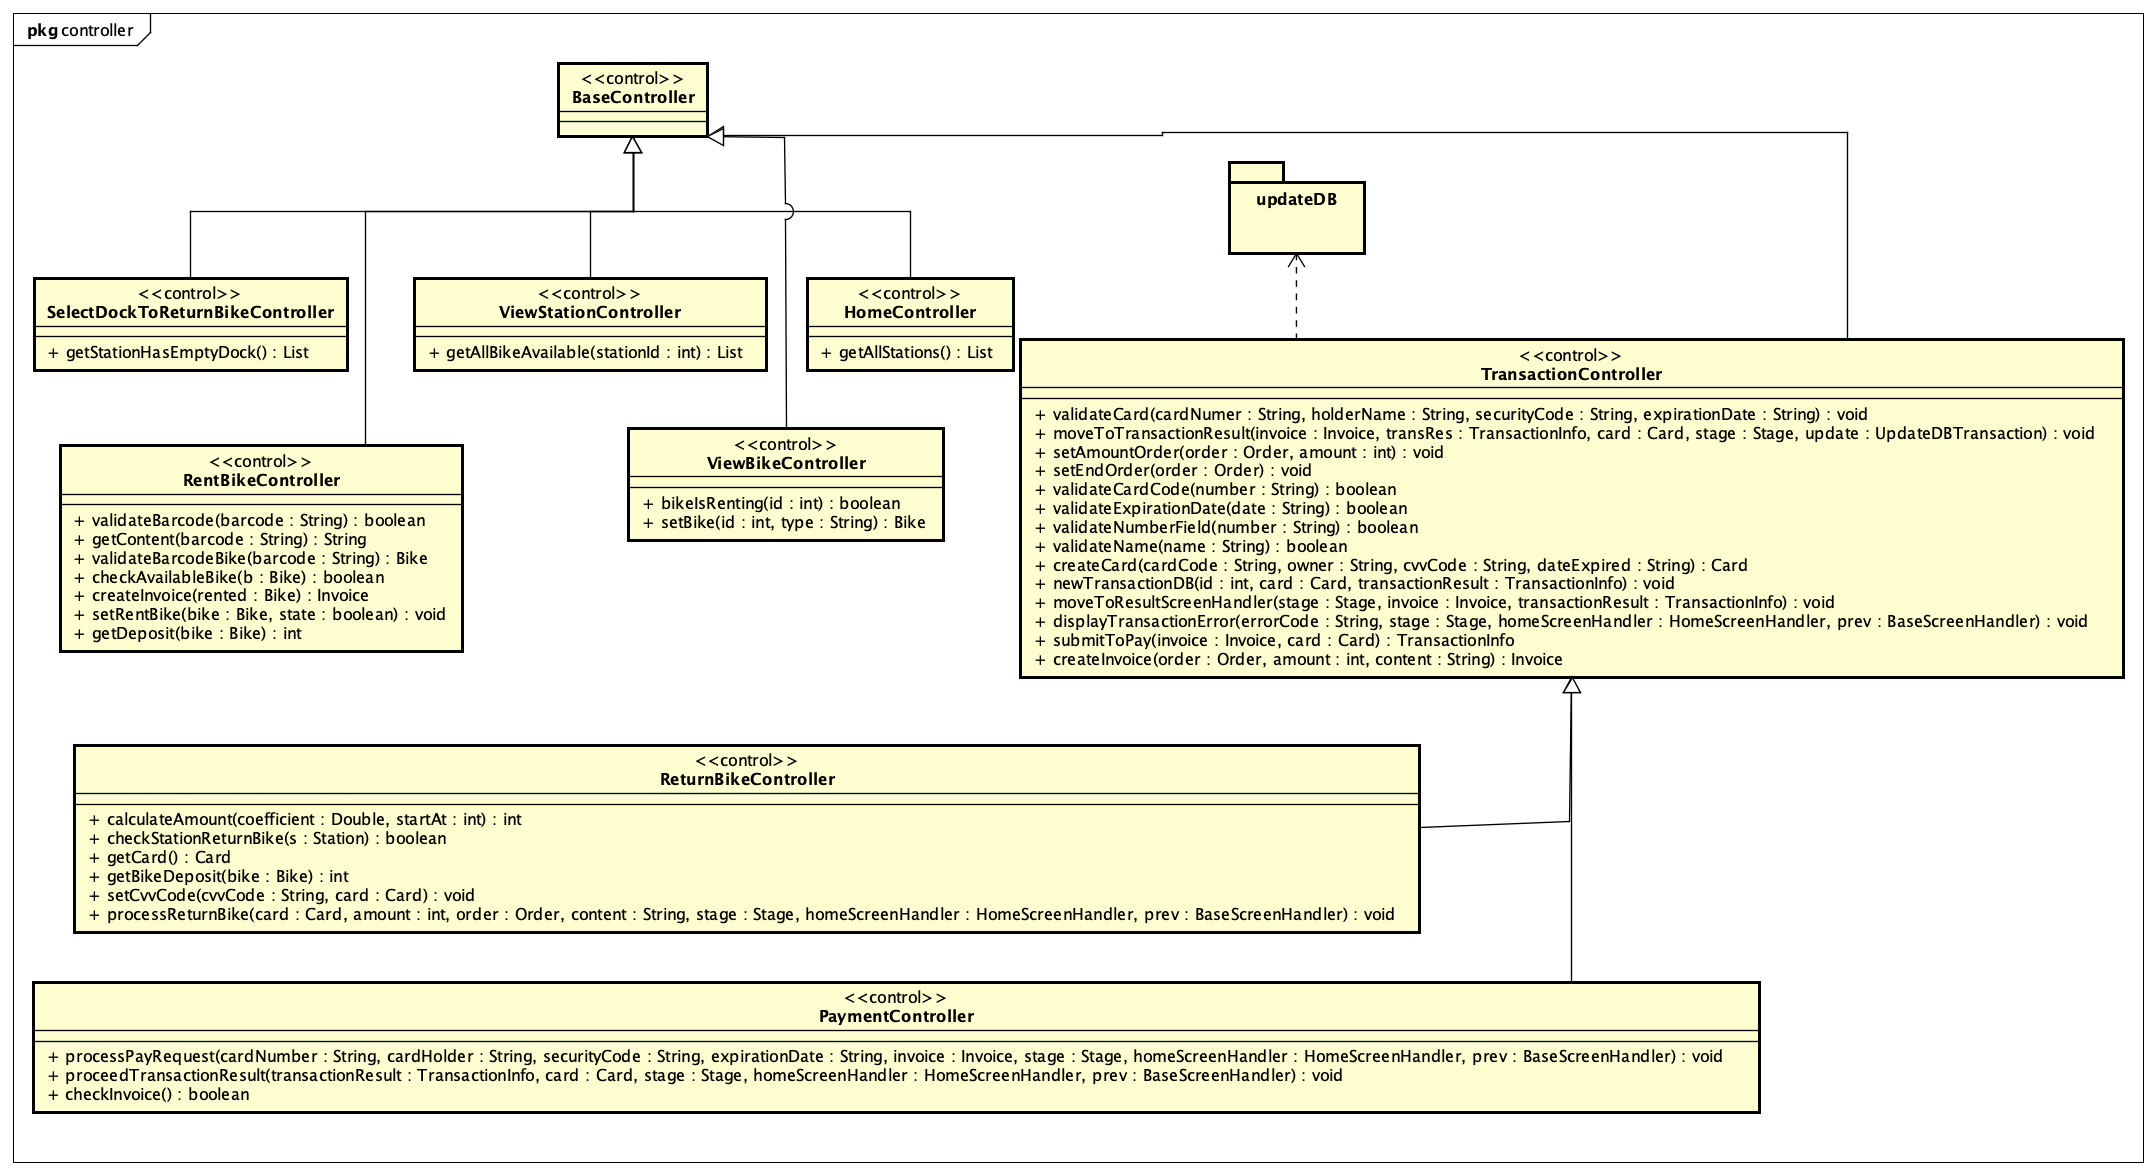 pkg controller
<<control>>
BaseController
updateDB
<<control>>
SelectDockToReturnBikeController
+ getStationHasEmptyDock() : List
<<control>>
ViewStationController
+ getAllBikeAvailable(stationId : int) : List
<<control>>
HomeController
+ getAllStations() : List
<<control>>
TransactionController
+ validateCard(cardNumer : String, holderName : String, securityCode : String, expirationDate : String) : void
+ moveToTransactionResult(invoice : Invoice, transRes : TransactionInfo, card : Card, stage : Stage, update : UpdateDBTransaction) : void
+ setAmountOrder(order : Order, amount : int) : void
+ setEndOrder(order : Order) : void
+ validateCardCode(number : String) : boolean
+ validateExpirationDate(date : String) : boolean
+ validateNumberField(number : String) : boolean
+ validateName(name : String) : boolean
+ createCard(cardCode : String, owner : String, cvvCode : String, dateExpired : String) : Card
+ newTransactionDB(id : int, card : Card, transactionResult : TransactionInfo) : void
+ moveToResultScreenHandler(stage : Stage, invoice : Invoice, transactionResult : TransactionInfo) : void
+ displayTransactionError(errorCode : String, stage : Stage, homeScreenHandler : HomeScreenHandler, prev : BaseScreenHandler) : void
+ submitToPay(invoice : Invoice, card : Card) : TransactionInfo
+ createInvoice(order : Order, amount : int, content : String) : Invoice
<<control>>
RentBikeController
+ validateBarcode(barcode : String) : boolean
+ getContent(barcode : String) : String
+ validateBarcodeBike(barcode : String) : Bike
+ checkAvailableBike(b : Bike) : boolean
+ createInvoice(rented : Bike) : Invoice
+ setRentBike(bike : Bike, state : boolean) : void
+ getDeposit(bike : Bike) : int
<<control>>
ViewBikeController
+ bikeIsRenting(id : int) : boolean
+ setBike(id : int, type : String) : Bike
<<control>>
ReturnBikeController
+ calculateAmount(coefficient : Double, startAt : int) : int
+ checkStationReturnBike(s : Station) : boolean
+ getCard() : Card
+ getBikeDeposit(bike : Bike) : int
+ setCvvCode(cvvCode : String, card : Card) : void
+ processReturnBike(card : Card, amount : int, order : Order, content : String, stage : Stage, homeScreenHandler : HomeScreenHandler, prev : BaseScreenHandler) : void
<<control>>
PaymentController
+ processPayRequest(cardNumber : String, cardHolder : String, securityCode : String, expirationDate : String, invoice : Invoice, stage : Stage, homeScreenHandler : HomeScreenHandler, prev : BaseScreenHandler) : void
+ proceedTransactionResult(transactionResult : TransactionInfo, card : Card, stage : Stage, homeScreenHandler : HomeScreenHandler, prev : BaseScreenHandler) : void
+ checkInvoice() : boolean